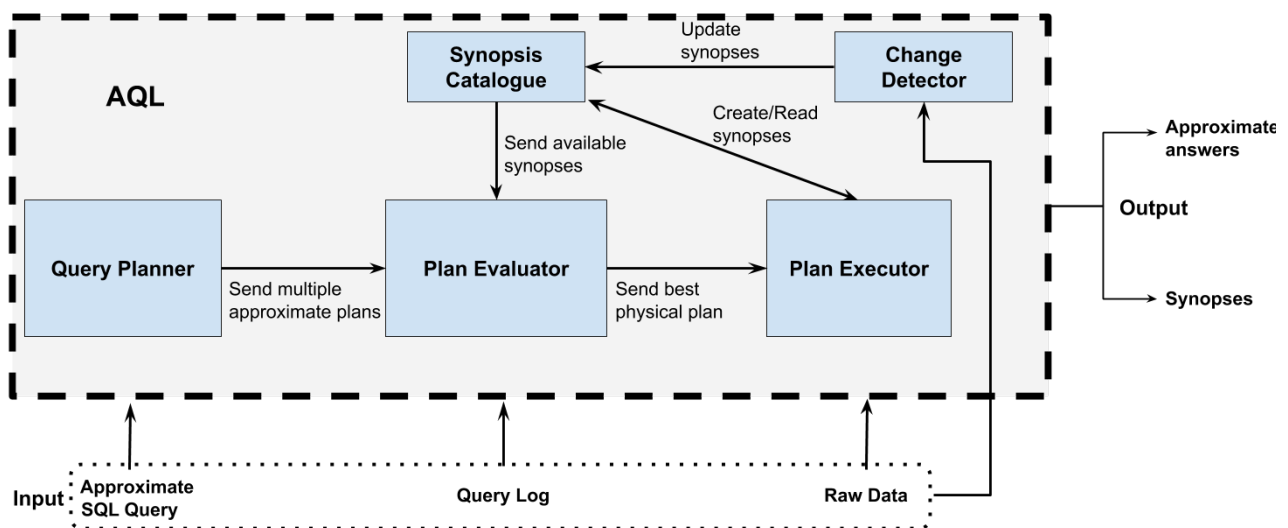 AQL
Synopsis
Catalogue
Update
synopses
Change
Detector
Send available
synopses
Create/Read
synopses
Approximate
answers
Output
Synopses
Query Planner
Send multiple
approximate plans
Plan Evaluator
Send best
physical plan
Plan Executor
Input
Approximate
SQL Query
Query Log
Raw Data